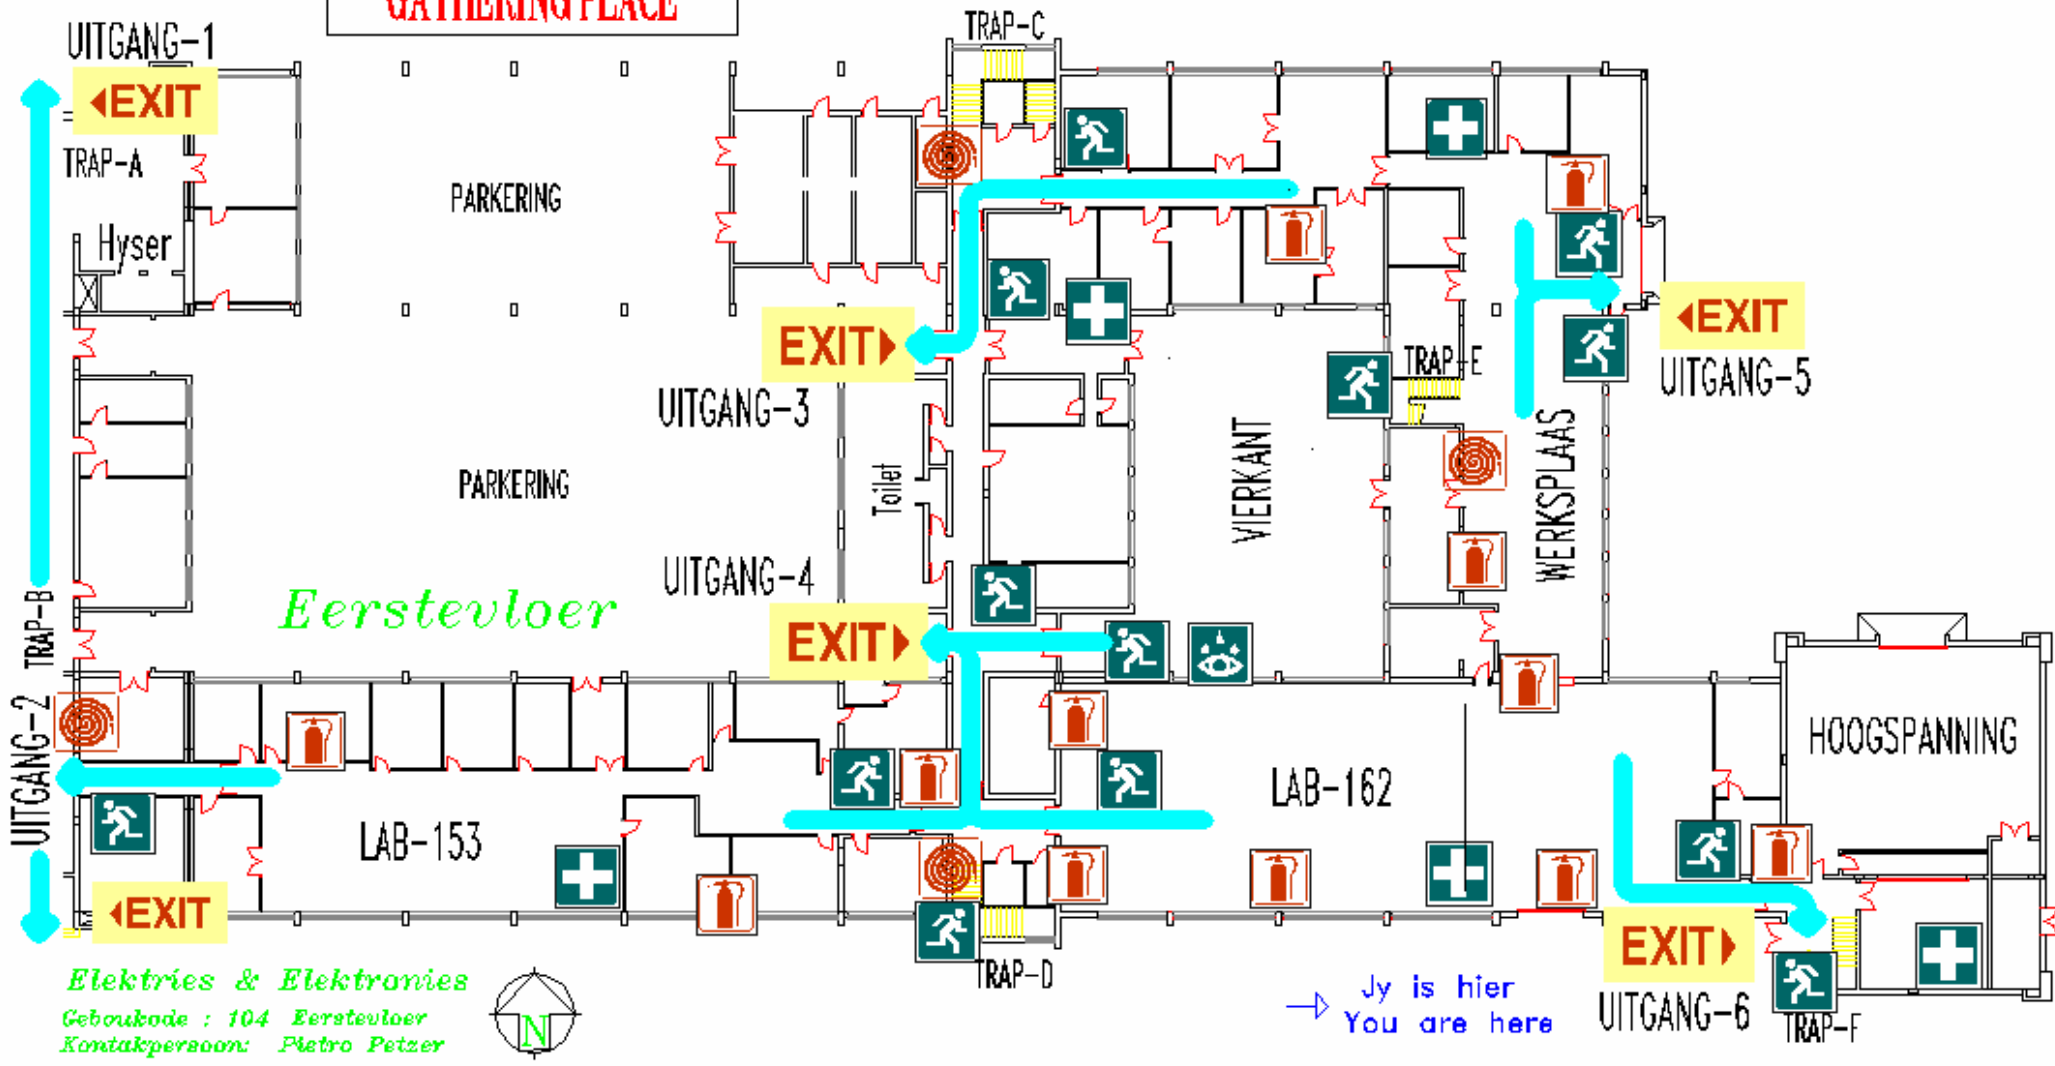 GATHERING PLACE
UITGANG-1
EXIT
TRAP-A
Hyser
PARKERING
TRAP-C
EXIT
UITGANG-3
EXIT
UITGANG-5
TRAP-E
PARKERING
Toilet
VIERKANT
WERKSPLAAS
UITGANG-4
EXIT
Eerstevloer
TRAP-B
UITGANG-2
LAB-153
LAB-162
HOOGSPANNING
EXIT
EXIT
UITGANG-6
TRAP-D
TRAP-F
Elektries & Elektronies
Geboukode : 104 Eerstevloer
Kontakpersoon: Pietro Petzer
N
Jy is hier
You are here